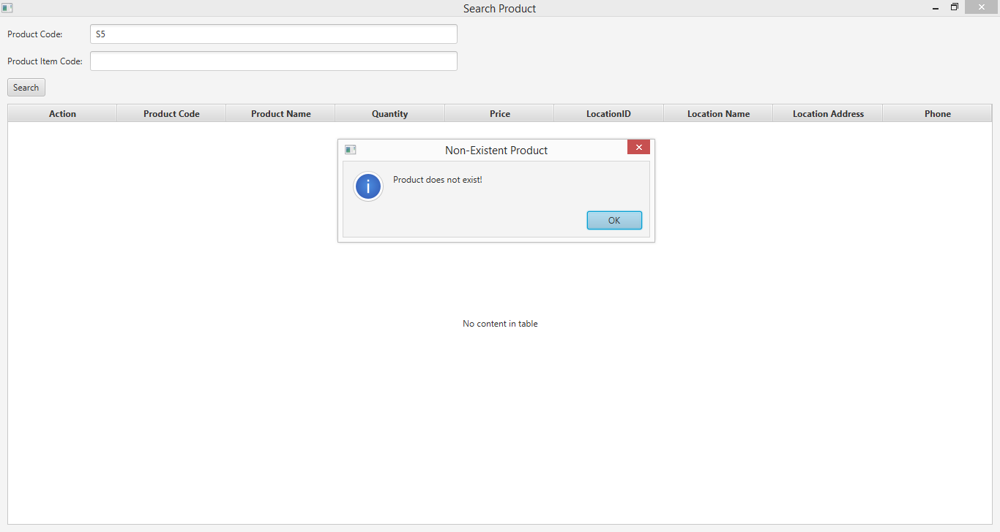 Search Product
Product Code: S5
Product Item Code:
Search
Action Product Code Product Name Quantity Price LocationID Location Name Location Address Phone
Non-Existent Product
i
Product does not exist!
OK
No content in table